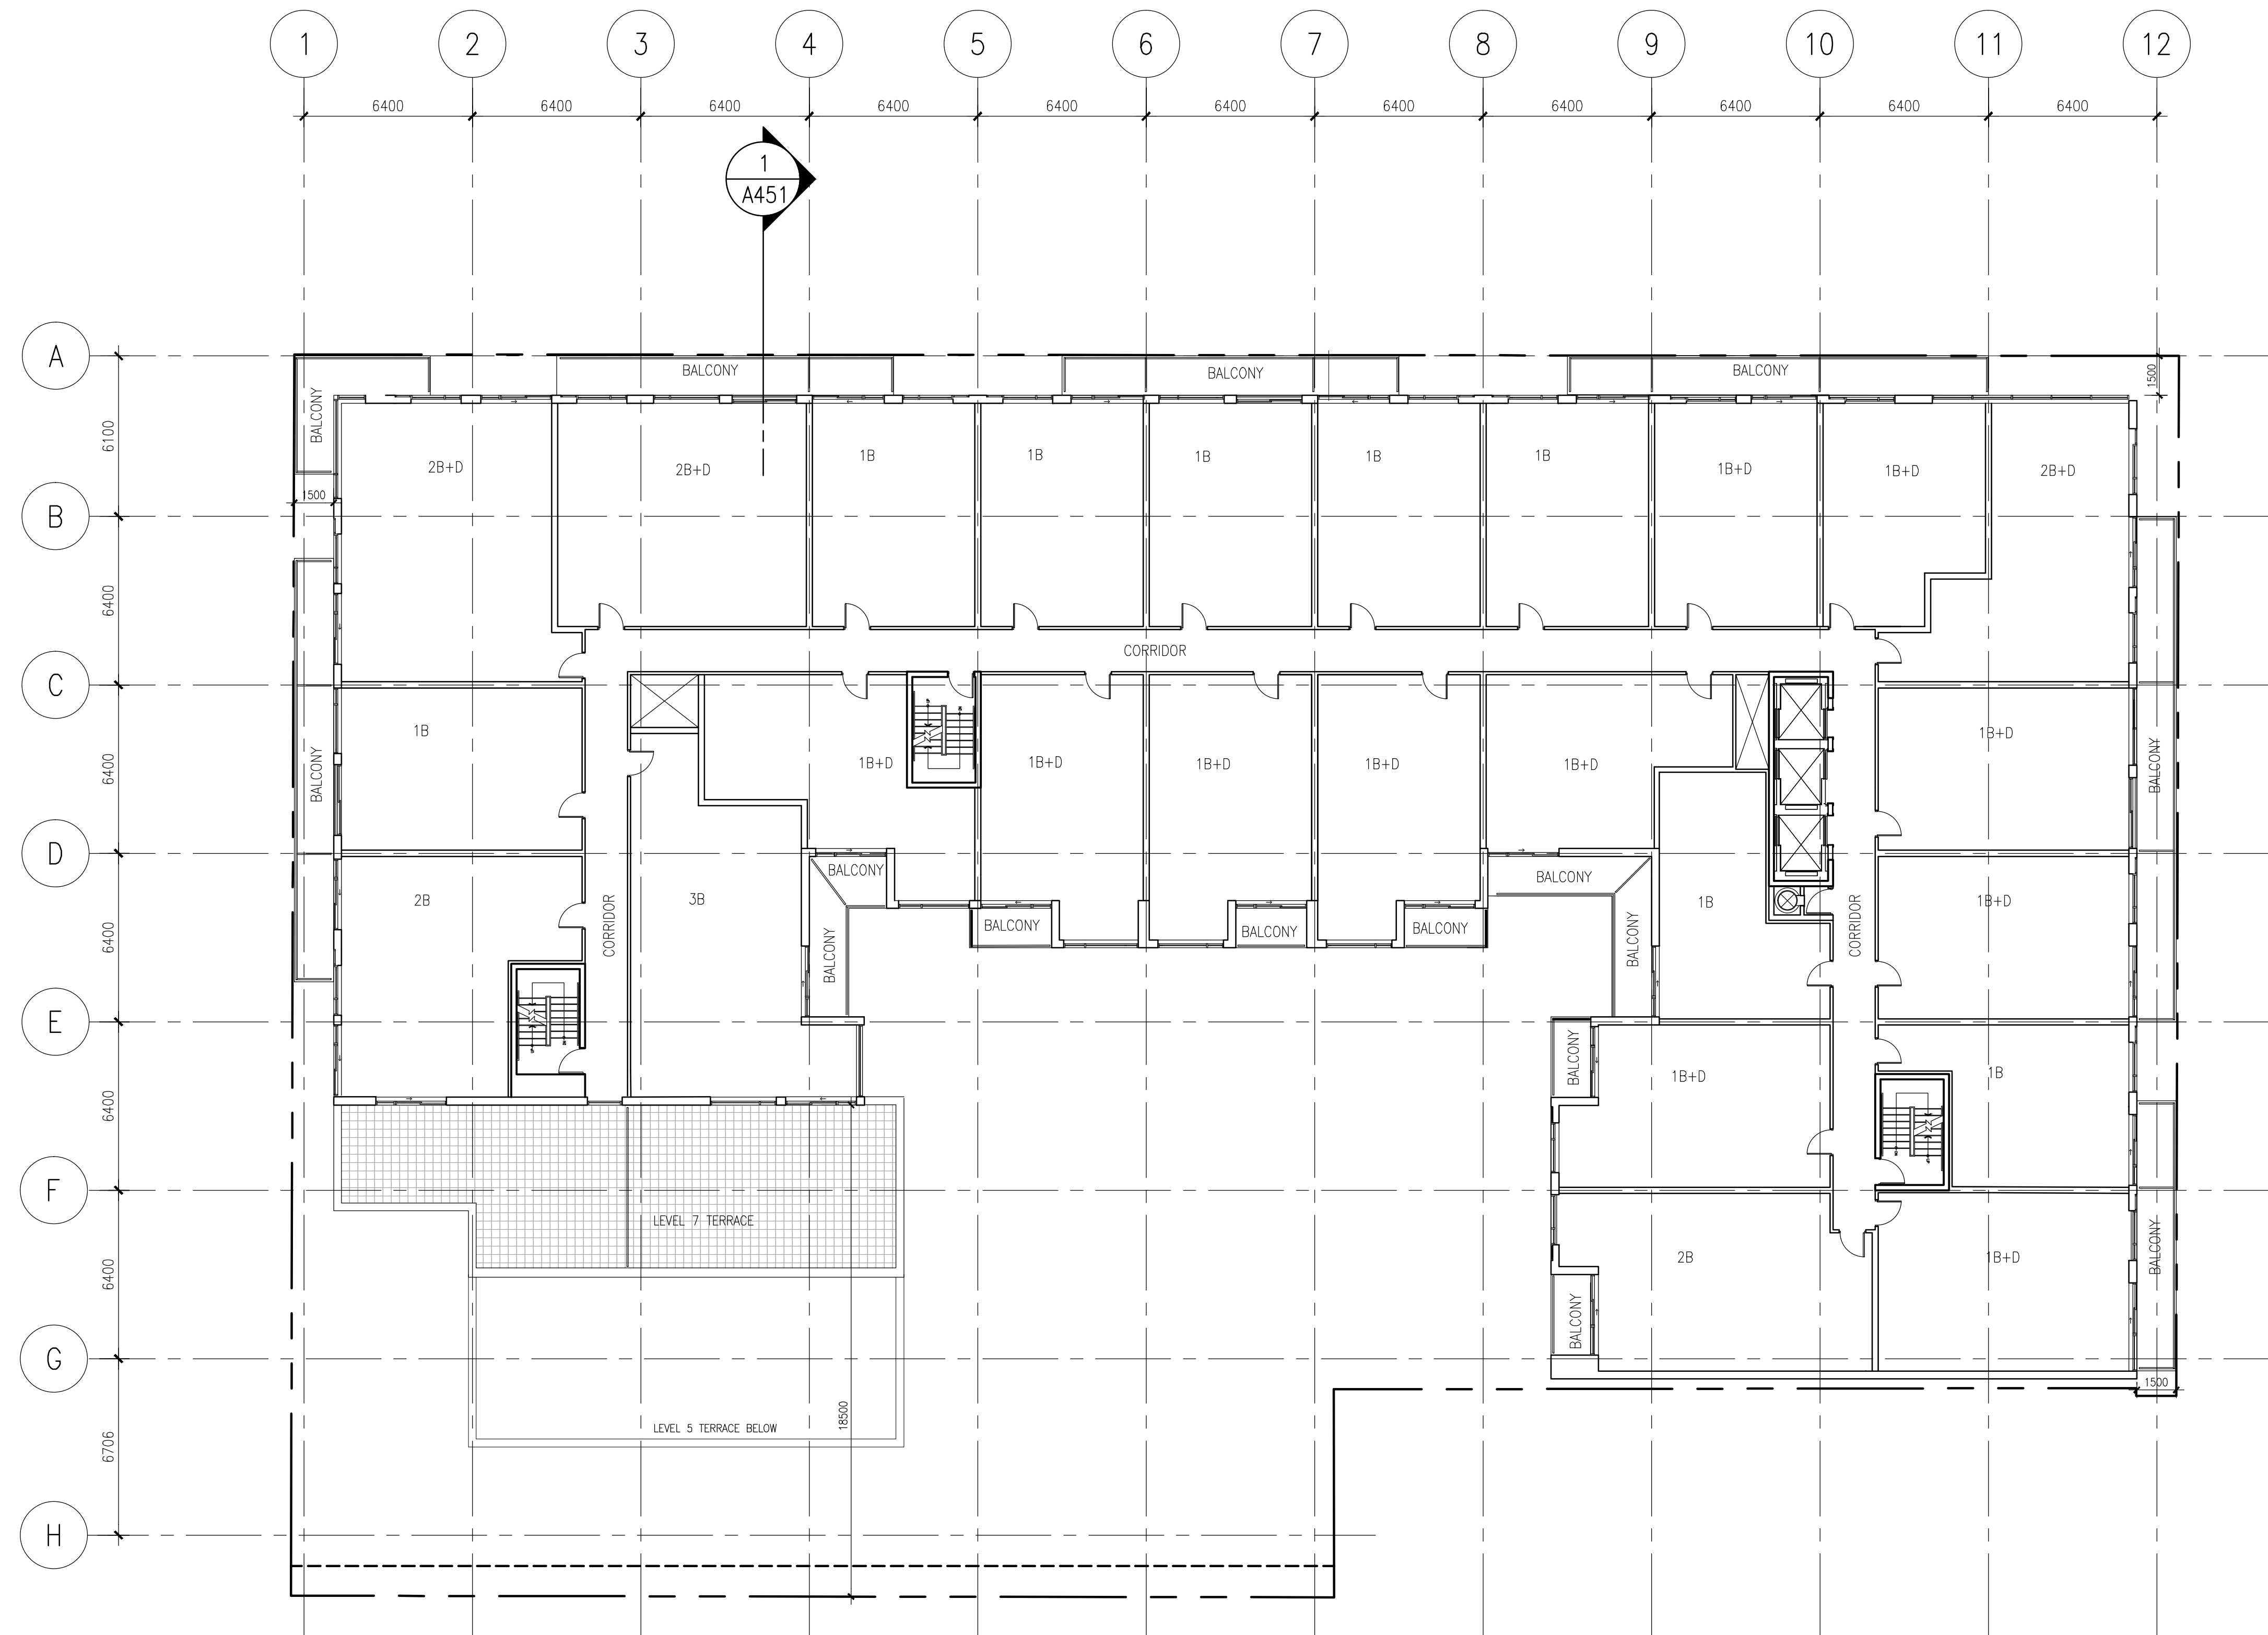 1 2 3 4 5 6 7 8 9 10 11 12
6400 6400 6400 6400 6400 6400 6400 6400 6400 6400 6400
1
A451
A
BALCONY BALCONY BALCONY
1500
BALCONY
6100
2B+D 2B+D 1B 1B 1B 1B 1B 1B+D 1B+D 2B+D
1500
B
6400
CORRIDOR
C
1B 1B+D
6400
BALCONY 1B+D 1B+D 1B+D 1B+D 1B+D BALCONY
D
BALCONY BALCONY
2B 3B 1B 1B+D
6400
CORRIDOR BALCONY BALCONY BALCONY BALCONY BALCONY CORRIDOR
E
BALCONY 1B+D 1B
6400
F
LEVEL 7 TERRACE
6400
2B 1B+D BALCONY
BALCONY
G
1500
18500
LEVEL 5 TERRACE BELOW
6706
H